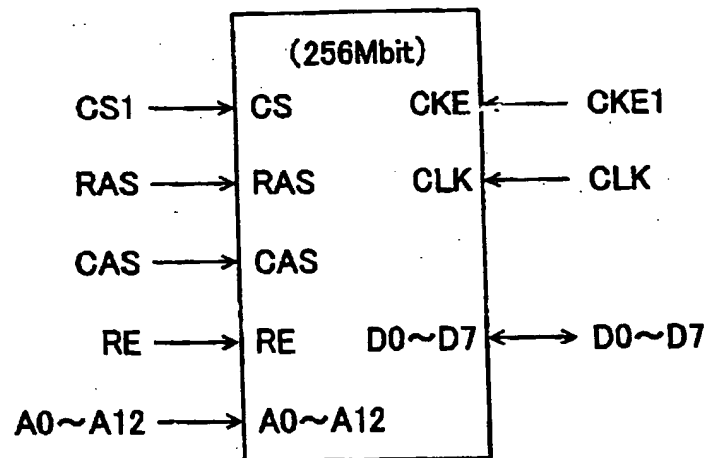 (256Mbit)
CS1 CS CKE CKE1
RAS RAS CLK CLK
CAS CAS
RE RE D0～D7 D0～D7
A0～A12 A0～A12